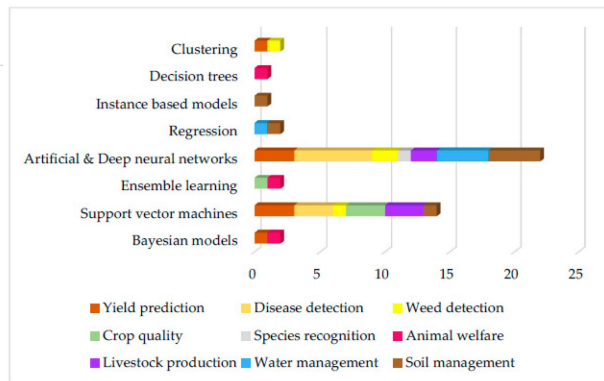 Clustering
Decision trees
Instance based models
Regression
Artificial & Deep neural networks
Ensemble learning
Support vector machines
Bayesian models
0 5 10 15 20 25
Yield prediction Disease detection Weed detection
Crop quality Species recognition Animal welfare
Livestock production Water management Soil management